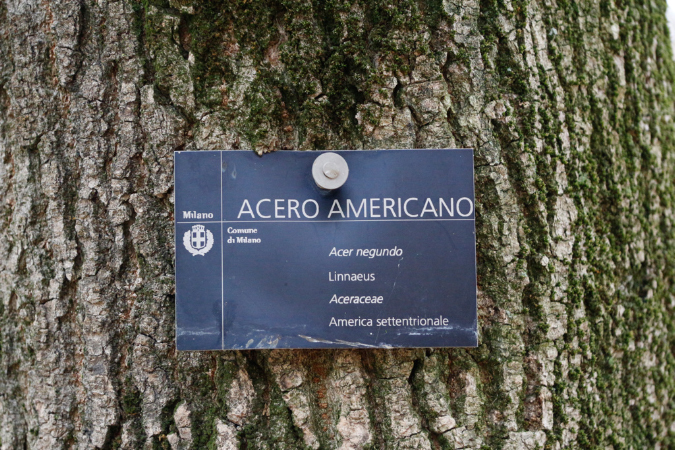 Milano
ACERO AMERICANO
Comune
di Milano
Acer negundo
Linnaeus
Aceraceae
America settentrionale